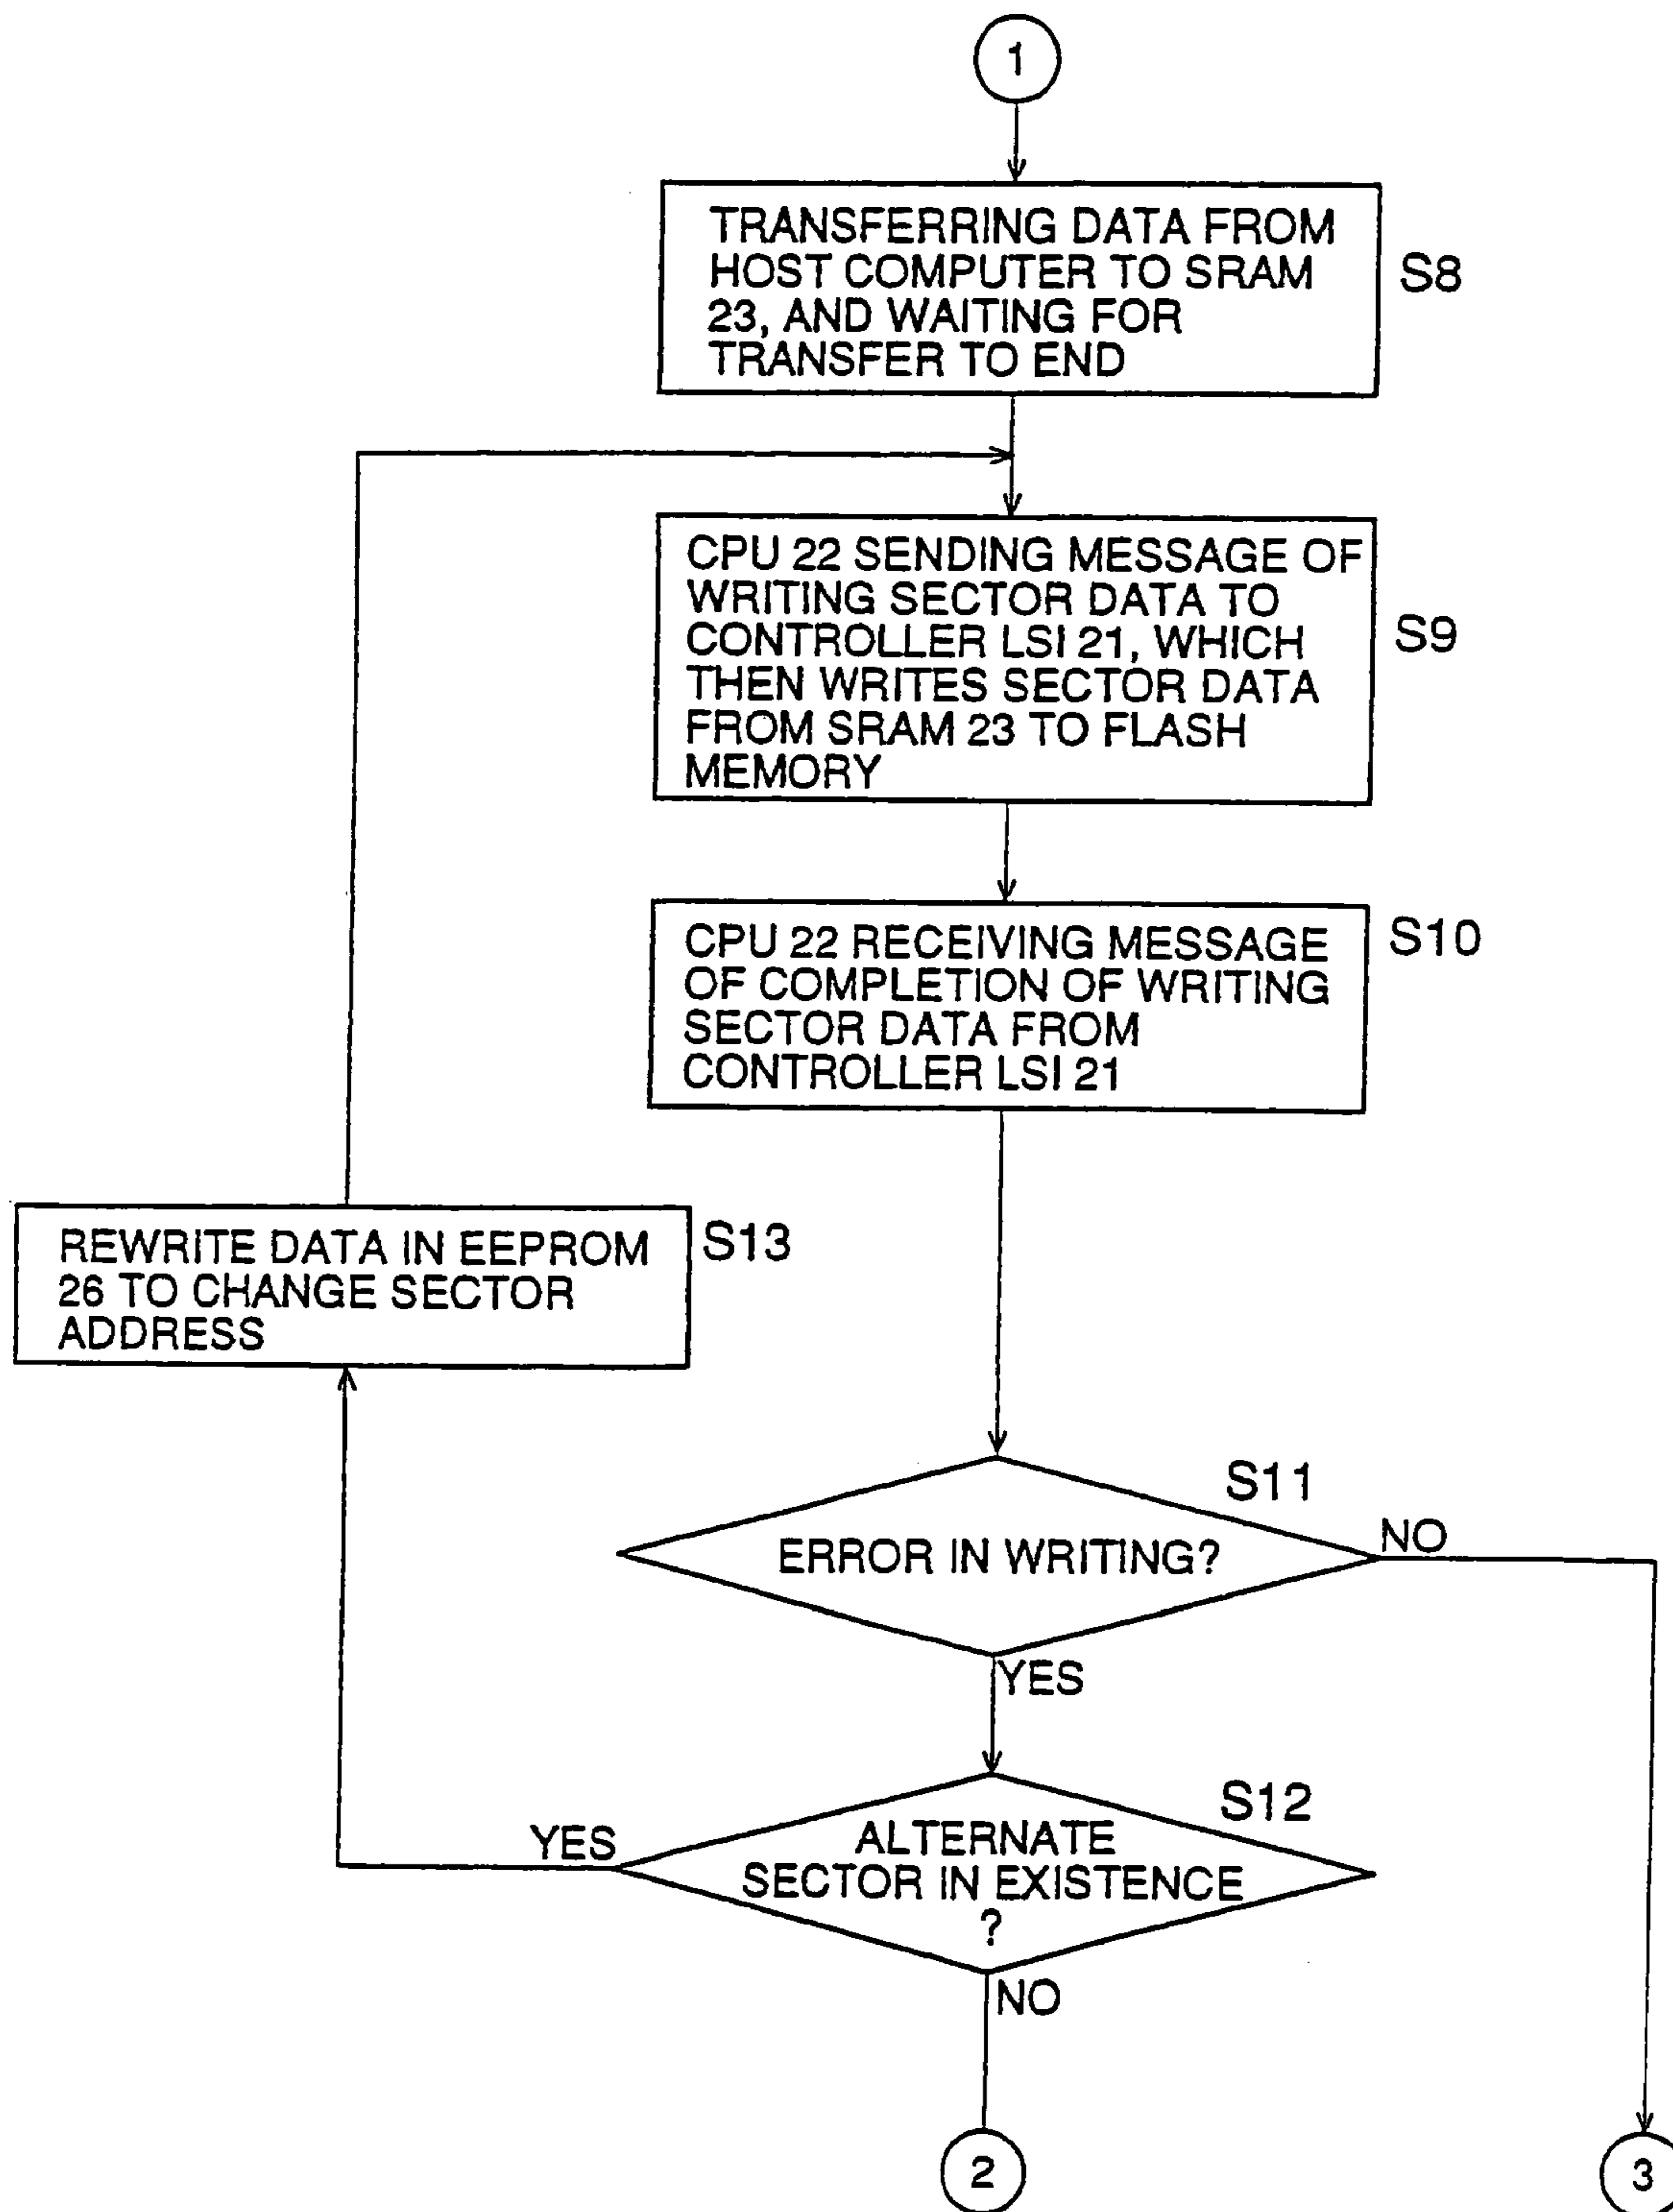 1
TRANSFERRING DATA FROM
HOST COMPUTER TO SRAM
23, AND WAITING FOR
TRANSFER TO END
S8
CPU 22 SENDING MESSAGE OF
WRITING SECTOR DATA TO
CONTROLLER LSI 21, WHICH
THEN WRITES SECTOR DATA
FROM SRAM 23 TO FLASH
MEMORY
S9
CPU 22 RECEIVING MESSAGE
OF COMPLETION OF WRITING
SECTOR DATA FROM
CONTROLLER LSI 21
S10
REWRITE DATA IN EEPROM
26 TO CHANGE SECTOR
ADDRESS
S13
S11
ERROR IN WRITING?
NO
YES
S12
YES
ALTERNATE
SECTOR IN EXISTENCE
?
NO
2
3